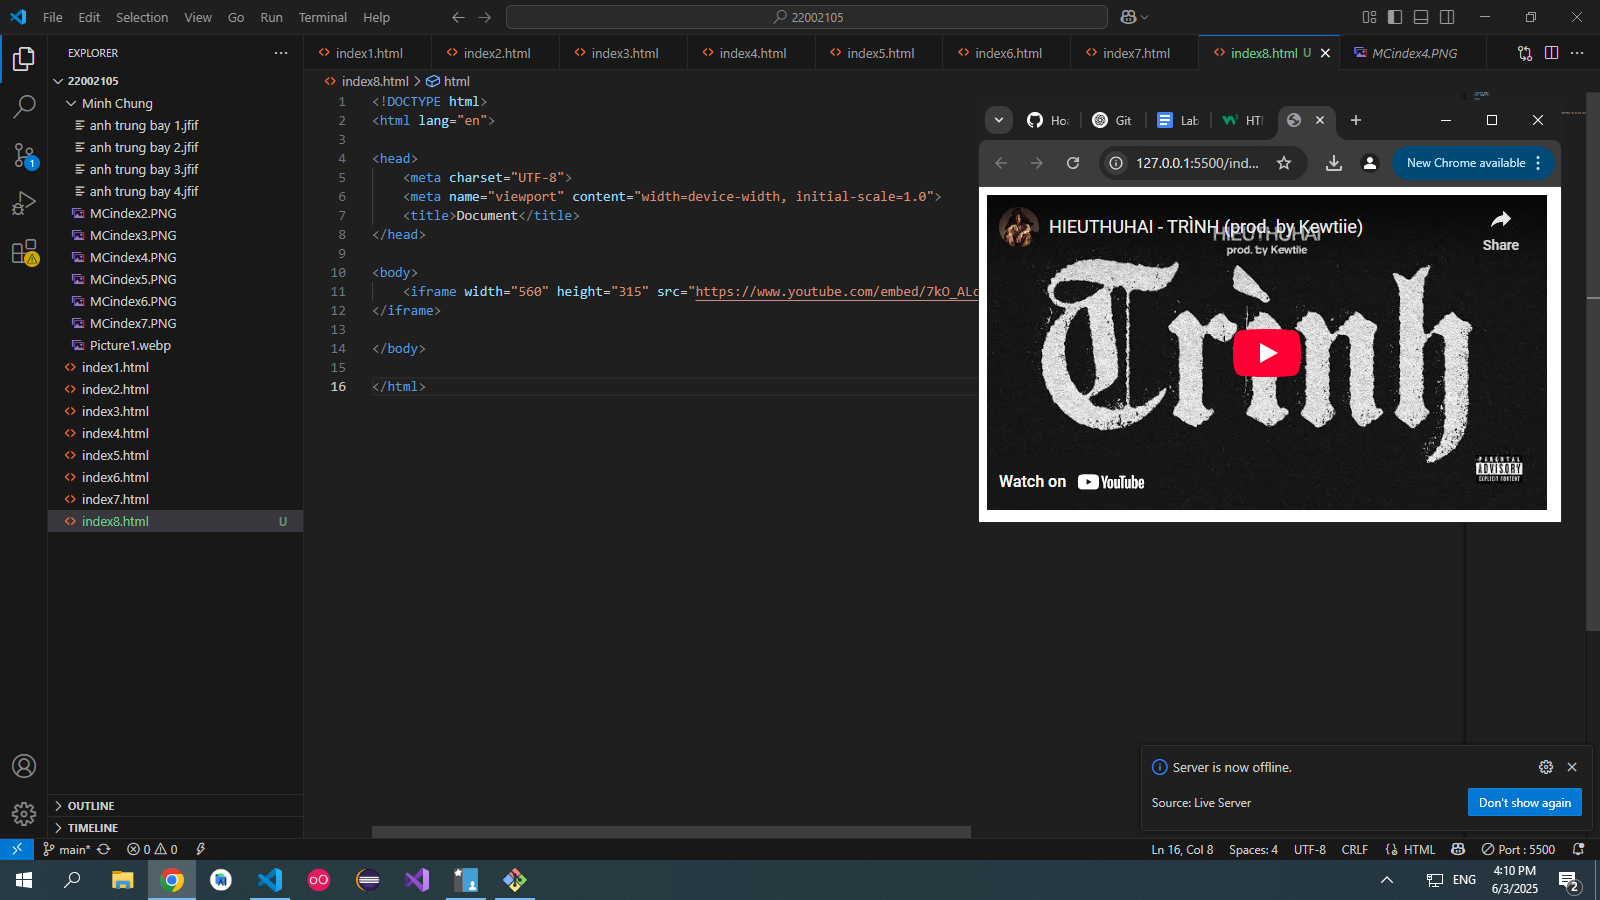 File Edit Selection View Go Run Terminal Help
22002105
EXPLORER
22002105
Minh Chung
anh trung bay 1.jfif
anh trung bay 2.jfif
anh trung bay 3.jfif
anh trung bay 4.jfif
MCindex2.PNG
MCindex3.PNG
MCindex4.PNG
MCindex5.PNG
MCindex6.PNG
MCindex7.PNG
Picture1.webp
index1.html
index2.html
index3.html
index4.html
index5.html
index6.html
index7.html
index8.html U
OUTLINE
TIMELINE
index1.html index2.html index3.html index4.html index5.html index6.html index7.html index8.html U MCindex4.PNG
index8.html > html
1 <!DOCTYPE html>
2 <html lang="en">
3
4 <head>
5 <meta charset="UTF-8">
6 <meta name="viewport" content="width=device-width, initial-scale=1.0">
7 <title>Document</title>
8 </head>
9
10 <body>
11 <iframe width="560" height="315" src="https://www.youtube.com/embed/7kO_ALc
12 </iframe>
13
14 </body>
15
16 </html>
Hoa Git Lab HTM
127.0.0.1:5500/ind... New Chrome available
HIEUTHUHAI - TRÌNH (prod. by Kewtiie)
Share
HIEUTHUHAI
prod. by Kewtiie
Trình
PARENTAL
ADVISORY
EXPLICIT CONTENT
Watch on YouTube
Server is now offline.
Source: Live Server
Don't show again
main* 0 0
Ln 16, Col 8 Spaces: 4 UTF-8 CRLF HTML Port : 5500
ENG
4:10 PM
6/3/2025
2
1